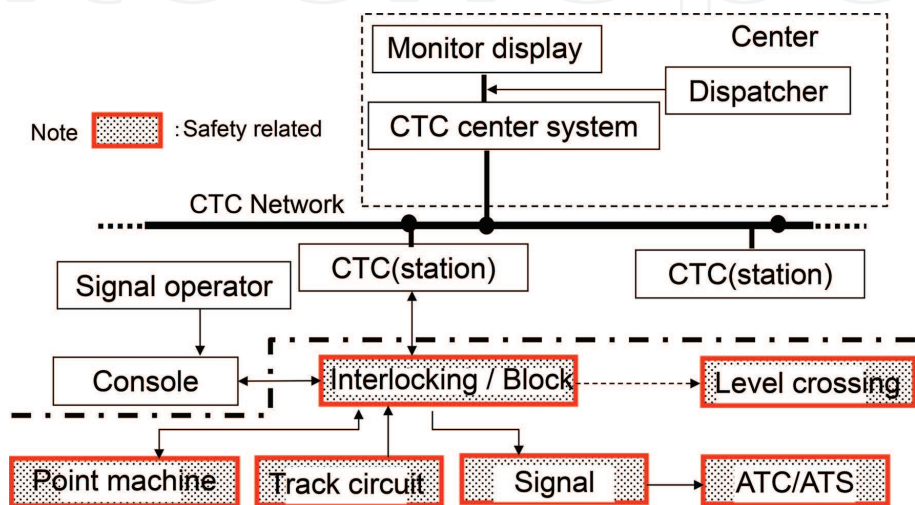 Center
Monitor display
Dispatcher
CTC center system
Note
: Safety related
CTC Network
CTC(station)
CTC(station)
Signal operator
Console
Interlocking / Block
Level crossing
Point machine
Track circuit
Signal
ATC/ATS